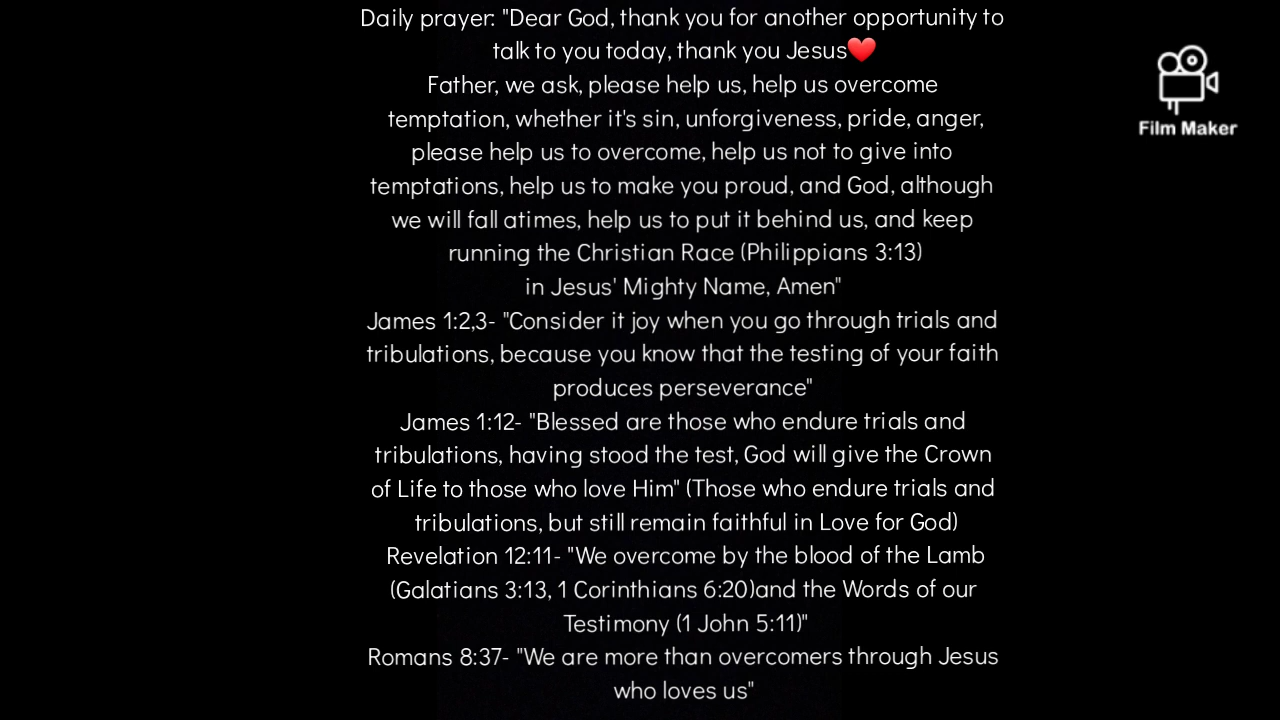 Daily prayer: "Dear God, thank you for another opportunity to
talk to you today, thank you Jesus❤️
Father, we ask, please help us, help us overcome
temptation, whether it's sin, unforgiveness, pride, anger,
please help us to overcome, help us not to give into
temptations, help us to make you proud, and God, although
we will fall atimes, help us to put it behind us, and keep
running the Christian Race (Philippians 3:13)
in Jesus' Mighty Name, Amen"
James 1:2,3- "Consider it joy when you go through trials and
tribulations, because you know that the testing of your faith
produces perseverance"
James 1:12- "Blessed are those who endure trials and
tribulations, having stood the test, God will give the Crown
of Life to those who love Him" (Those who endure trials and
tribulations, but still remain faithful in Love for God)
Revelation 12:11- "We overcome by the blood of the Lamb
(Galatians 3:13, 1 Corinthians 6:20)and the Words of our
Testimony (1 John 5:11)"
Romans 8:37- "We are more than overcomers through Jesus
who loves us"
Film Maker